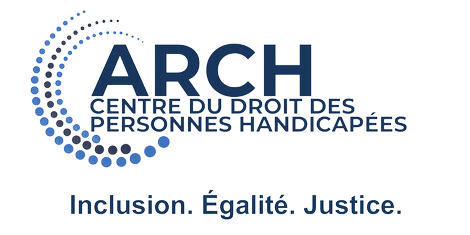 ARCH
CENTRE DU DROIT DES
PERSONNES HANDICAPÉES
Inclusion. Égalité. Justice.